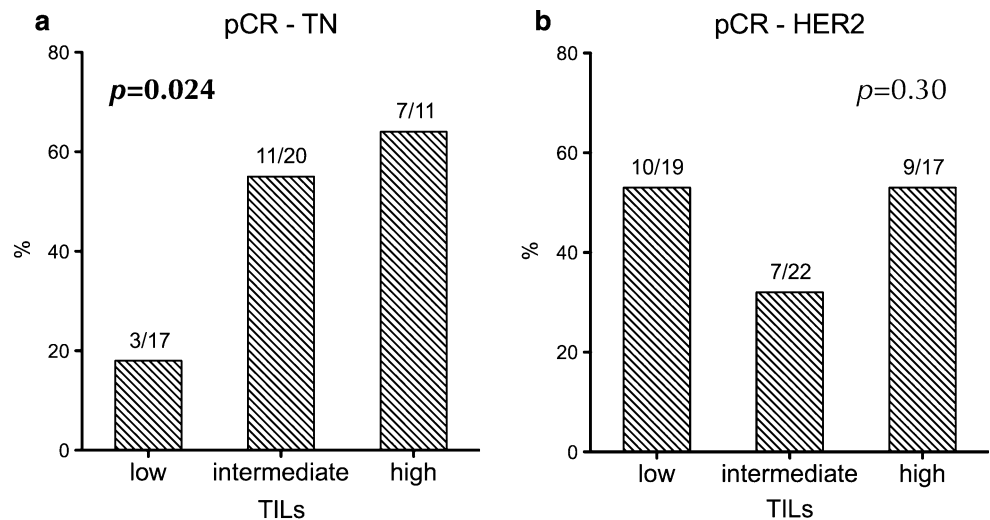 a
pCR - TN
80
60
40
20
0
%
p=0.024
3/17
11/20
7/11
low intermediate high
TILs
b
pCR - HER2
80
60
40
20
0
%
p=0.30
10/19
7/22
9/17
low intermediate high
TILs